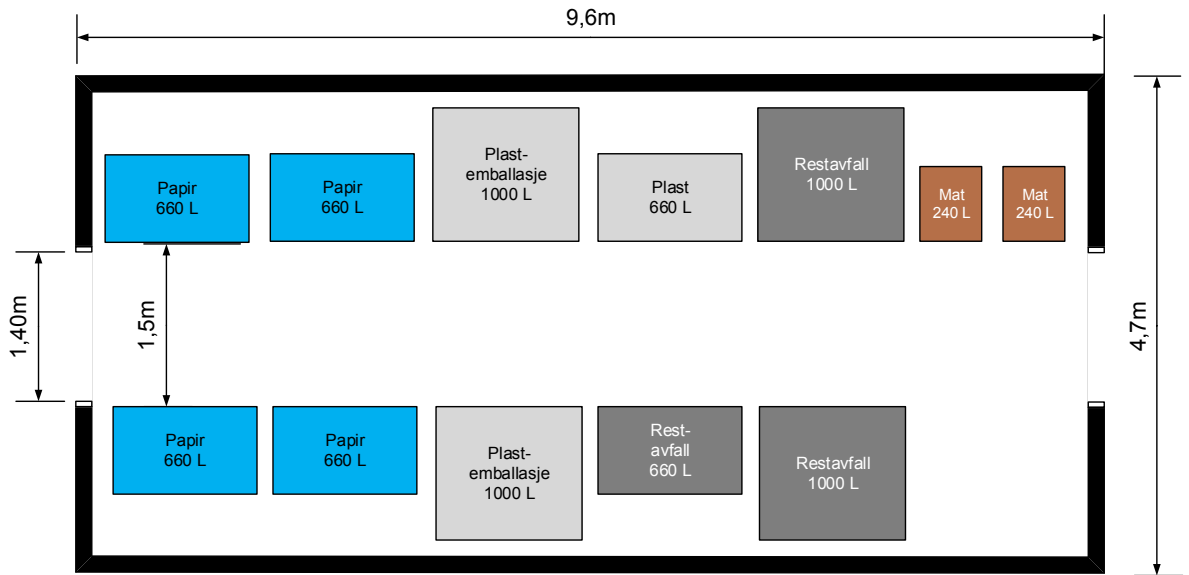 9,6m
Papir
660 L
Papir
660 L
Plast-
emballasje
1000 L
Plast
660 L
Restavfall
1000 L
Mat
240 L
Mat
240 L
1,40m
1,5m
4,7m
Papir
660 L
Papir
660 L
Plast-
emballasje
1000 L
Rest-
avfall
660 L
Restavfall
1000 L